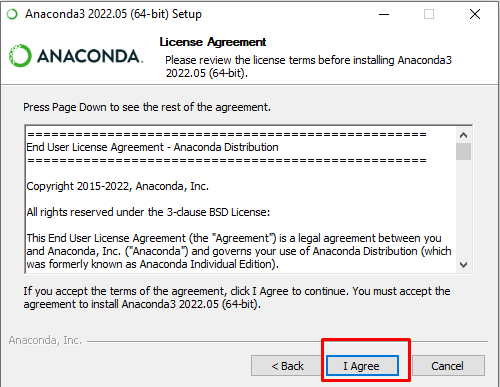 Anaconda3 2022.05 (64-bit) Setup
ANACONDA.
License Agreement
Please review the license terms before installing Anaconda3
2022.05 (64-bit).
Press Page Down to see the rest of the agreement.
======================================================
End User License Agreement - Anaconda Distribution
======================================================
Copyright 2015-2022, Anaconda, Inc.
All rights reserved under the 3-clause BSD License:
This End User License Agreement (the "Agreement") is a legal agreement between you
and Anaconda, Inc. ("Anaconda") and governs your use of Anaconda Distribution (which
was formerly known as Anaconda Individual Edition).
If you accept the terms of the agreement, click I Agree to continue. You must accept the
agreement to install Anaconda3 2022.05 (64-bit).
Anaconda, Inc.
< Back
I Agree
Cancel